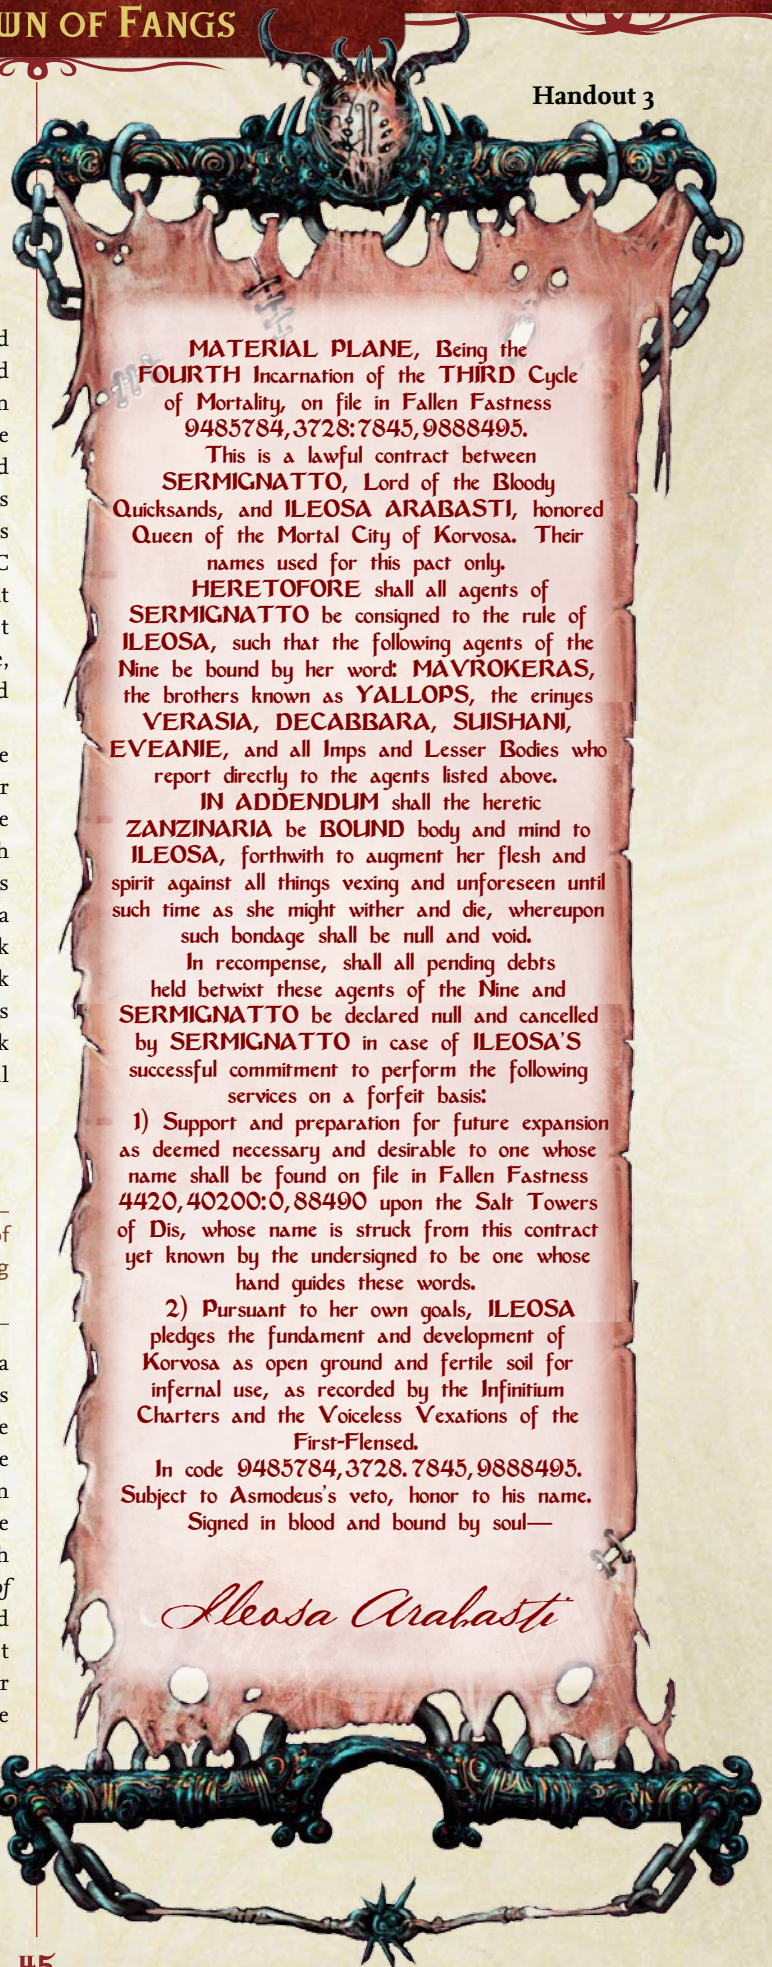 WN OF FANGS
Handout 3
MATERIAL PLANE, Being the
FOURTH Incarnation of the THIRD Cycle
of Mortality, on file in Fallen Fastness
9485784,3728:7845,9888495.
This is a lawful contract between
SERMIGNATTO, Lord of the Bloody
Quicksands, and ILEOSA ARABASTI, honored
Queen of the Mortal City of Korvosa. Their
names used for this pact only.
HERETOFORE shall all agents of
SERMIGNATTO be consigned to the rule of
ILEOSA, such that the following agents of the
Nine be bound by her word: MAVROKERAS,
the brothers known as YALLOPS, the erinyes
VERASIA, DECABBARA, SUISHANI,
EVEANIE, and all Imps and Lesser Bodies who
report directly to the agents listed above.
IN ADDENDUM shall the heretic
ZANZINARIA be BOUND body and mind to
ILEOSA, forthwith to augment her flesh and
spirit against all things vexing and unforeseen until
such time as she might wither and die, whereupon
such bondage shall be null and void.
In recompense, shall all pending debts
held betwixt these agents of the Nine and
SERMIGNATTO be declared null and cancelled
by SERMIGNATTO in case of ILEOSA'S
successful commitment to perform the following
services on a forfeit basis:
1) Support and preparation for future expansion
as deemed necessary and desirable to one whose
name shall be found on file in Fallen Fastness
4420,40200:0,88490 upon the Salt Towers
of Dis, whose name is struck from this contract
yet known by the undersigned to be one whose
hand guides these words.
2) Pursuant to her own goals, ILEOSA
pledges the fundament and development of
Korvosa as open ground and fertile soil for
infernal use, as recorded by the Infinitium
Charters and the Voiceless Vexations of the
First-Flensed.
In code 9485784,3728.7845,9888495.
Subject to Asmodeus's veto, honor to his name.
Signed in blood and bound by soul—
Ileosa Arabasti
45